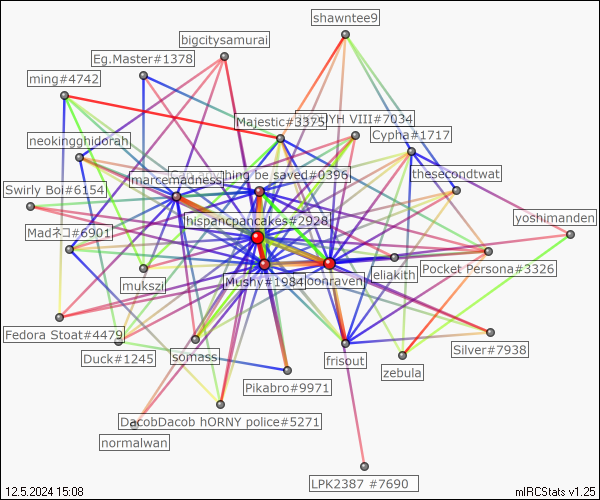 shawntee9
bigcitysamurai
Eg.Master#1378
ming#4742
Majestic#3375
VIII#7034
Cypha#1717
neokingghidorah
be saved#0396
thesecondtwat
marcemadness
Swirly Boi#6154
hispancpancakes#2928
yoshimanden
Madネコ#6901
Pocket Persona#3326
eliakith
Mushy#1984
mukszi
Fedora Stoat#4479
Silver#7938
Duck#1245
somass
frisout
zebula
Pikabro#9971
DacobDacob hORNY police#5271
normalwan
LPK2387 #7690
12.5.2024 15:08
mIRCStats v1.25